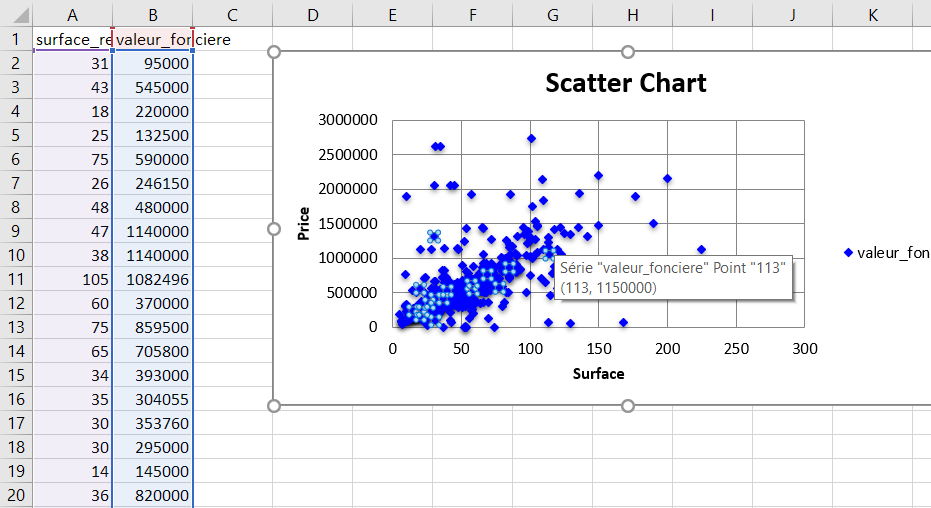 A B C D E F G H I J K
1 surface_re valeur_fonciere
2 31 95000
3 43 545000
4 18 220000
5 25 132500
6 75 590000
7 26 246150
8 48 480000
9 47 1140000
10 38 1140000
11 105 1082496
12 60 370000
13 75 859500
14 65 705800
15 34 393000
16 35 304055
17 30 353760
18 30 295000
19 14 145000
20 36 820000
Scatter Chart
3000000
2500000
2000000
1500000
1000000
500000
0
Price
0 50 100 150 200 250 300
Surface
valeur_fon
Série "valeur_fonciere" Point "113"
(113, 1150000)